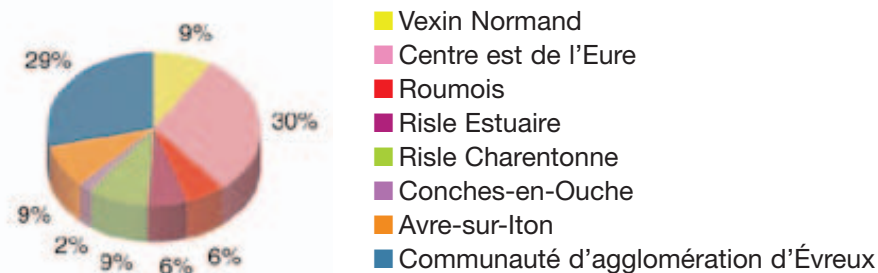 9%
29%
30%
9%
2%
9%
6%
6%
Vexin Normand
Centre est de l'Eure
Roumois
Risle Estuaire
Risle Charentonne
Conches-en-Ouche
Avre-sur-Iton
Communauté d'agglomération d'Évreux